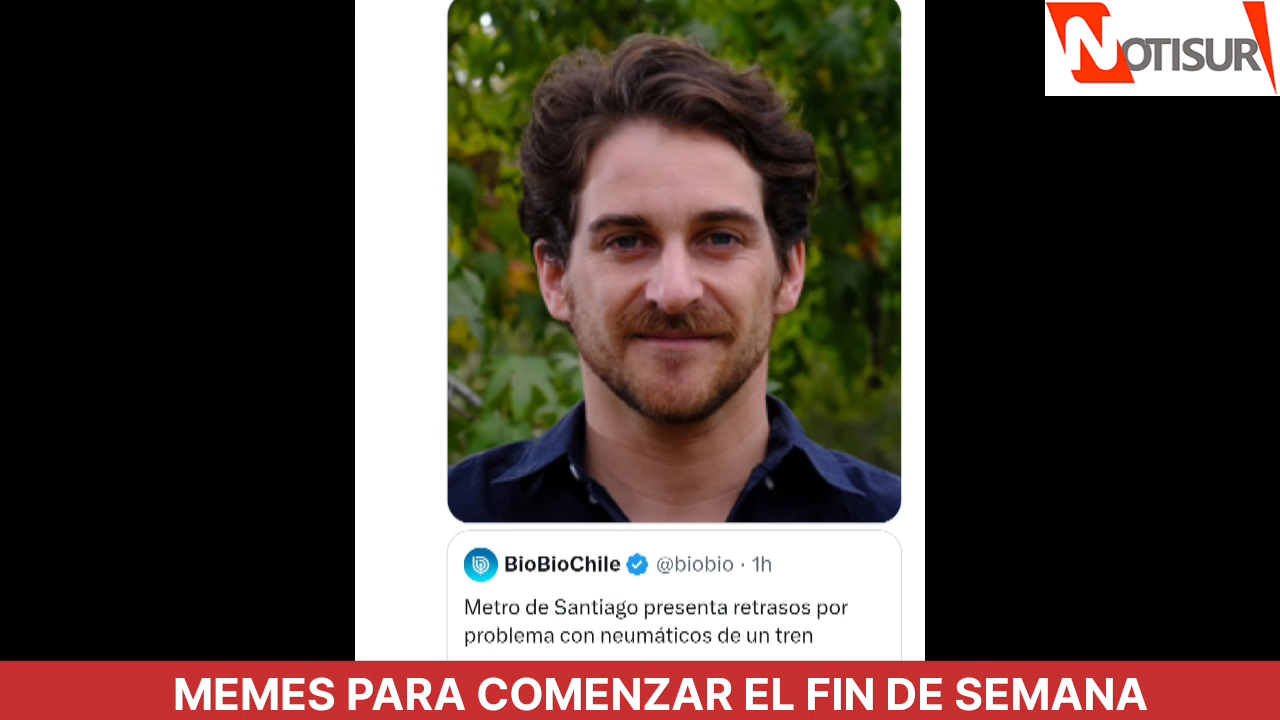 NOTISUR
BioBioChile @biobio · 1h
Metro de Santiago presenta retrasos por
problema con neumáticos de un tren
MEMES PARA COMENZAR EL FIN DE SEMANA